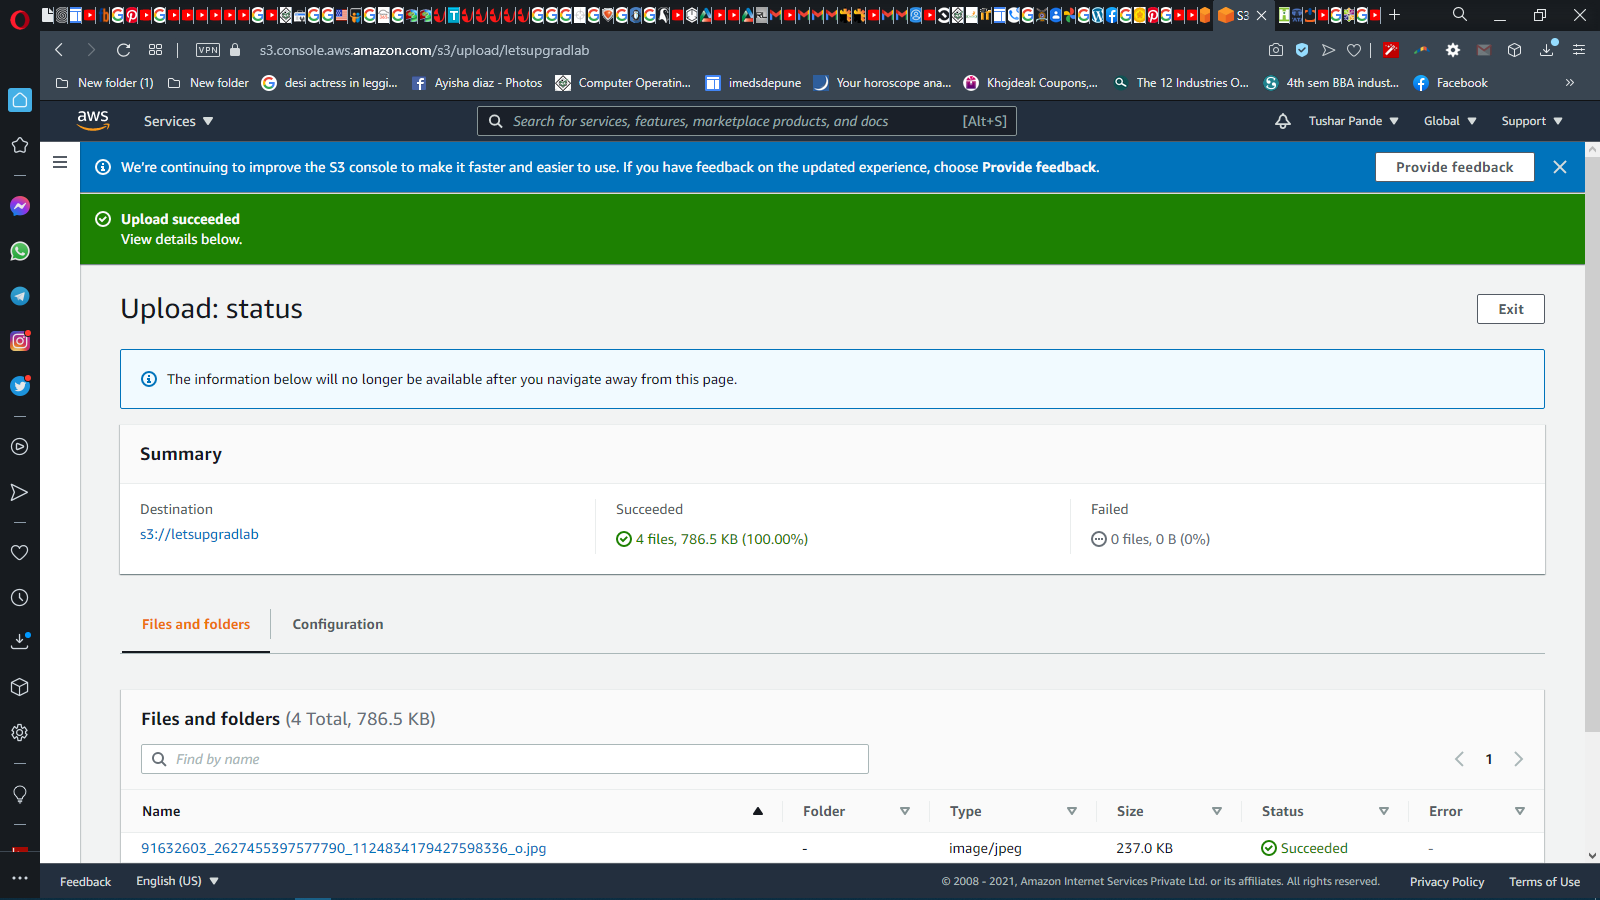 S3
VPN
s3.console.aws.amazon.com/s3/upload/letsupgradlab
New folder (1)
New folder
desi actress in leggi...
Ayisha diaz - Photos
Computer Operatin...
imedsdepune
Your horoscope ana...
Khojdeal: Coupons,...
The 12 Industries O...
4th sem BBA indust...
Facebook
»
aws
Services
Search for services, features, marketplace products, and docs
[Alt+S]
Tushar Pande
Global
Support
We're continuing to improve the S3 console to make it faster and easier to use. If you have feedback on the updated experience, choose Provide feedback.
Provide feedback
Upload succeeded
View details below.
Upload: status
Exit
The information below will no longer be available after you navigate away from this page.
Summary
Destination
s3://letsupgradlab
Succeeded
4 files, 786.5 KB (100.00%)
Failed
0 files, 0 B (0%)
Files and folders
Configuration
Files and folders (4 Total, 786.5 KB)
Find by name
1
Name
Folder
Type
Size
Status
Error
91632603_2627455397577790_1124834179427598336_o.jpg
-
image/jpeg
237.0 KB
Succeeded
-
Feedback
English (US)
© 2008 - 2021, Amazon Internet Services Private Ltd. or its affiliates. All rights reserved.
Privacy Policy
Terms of Use